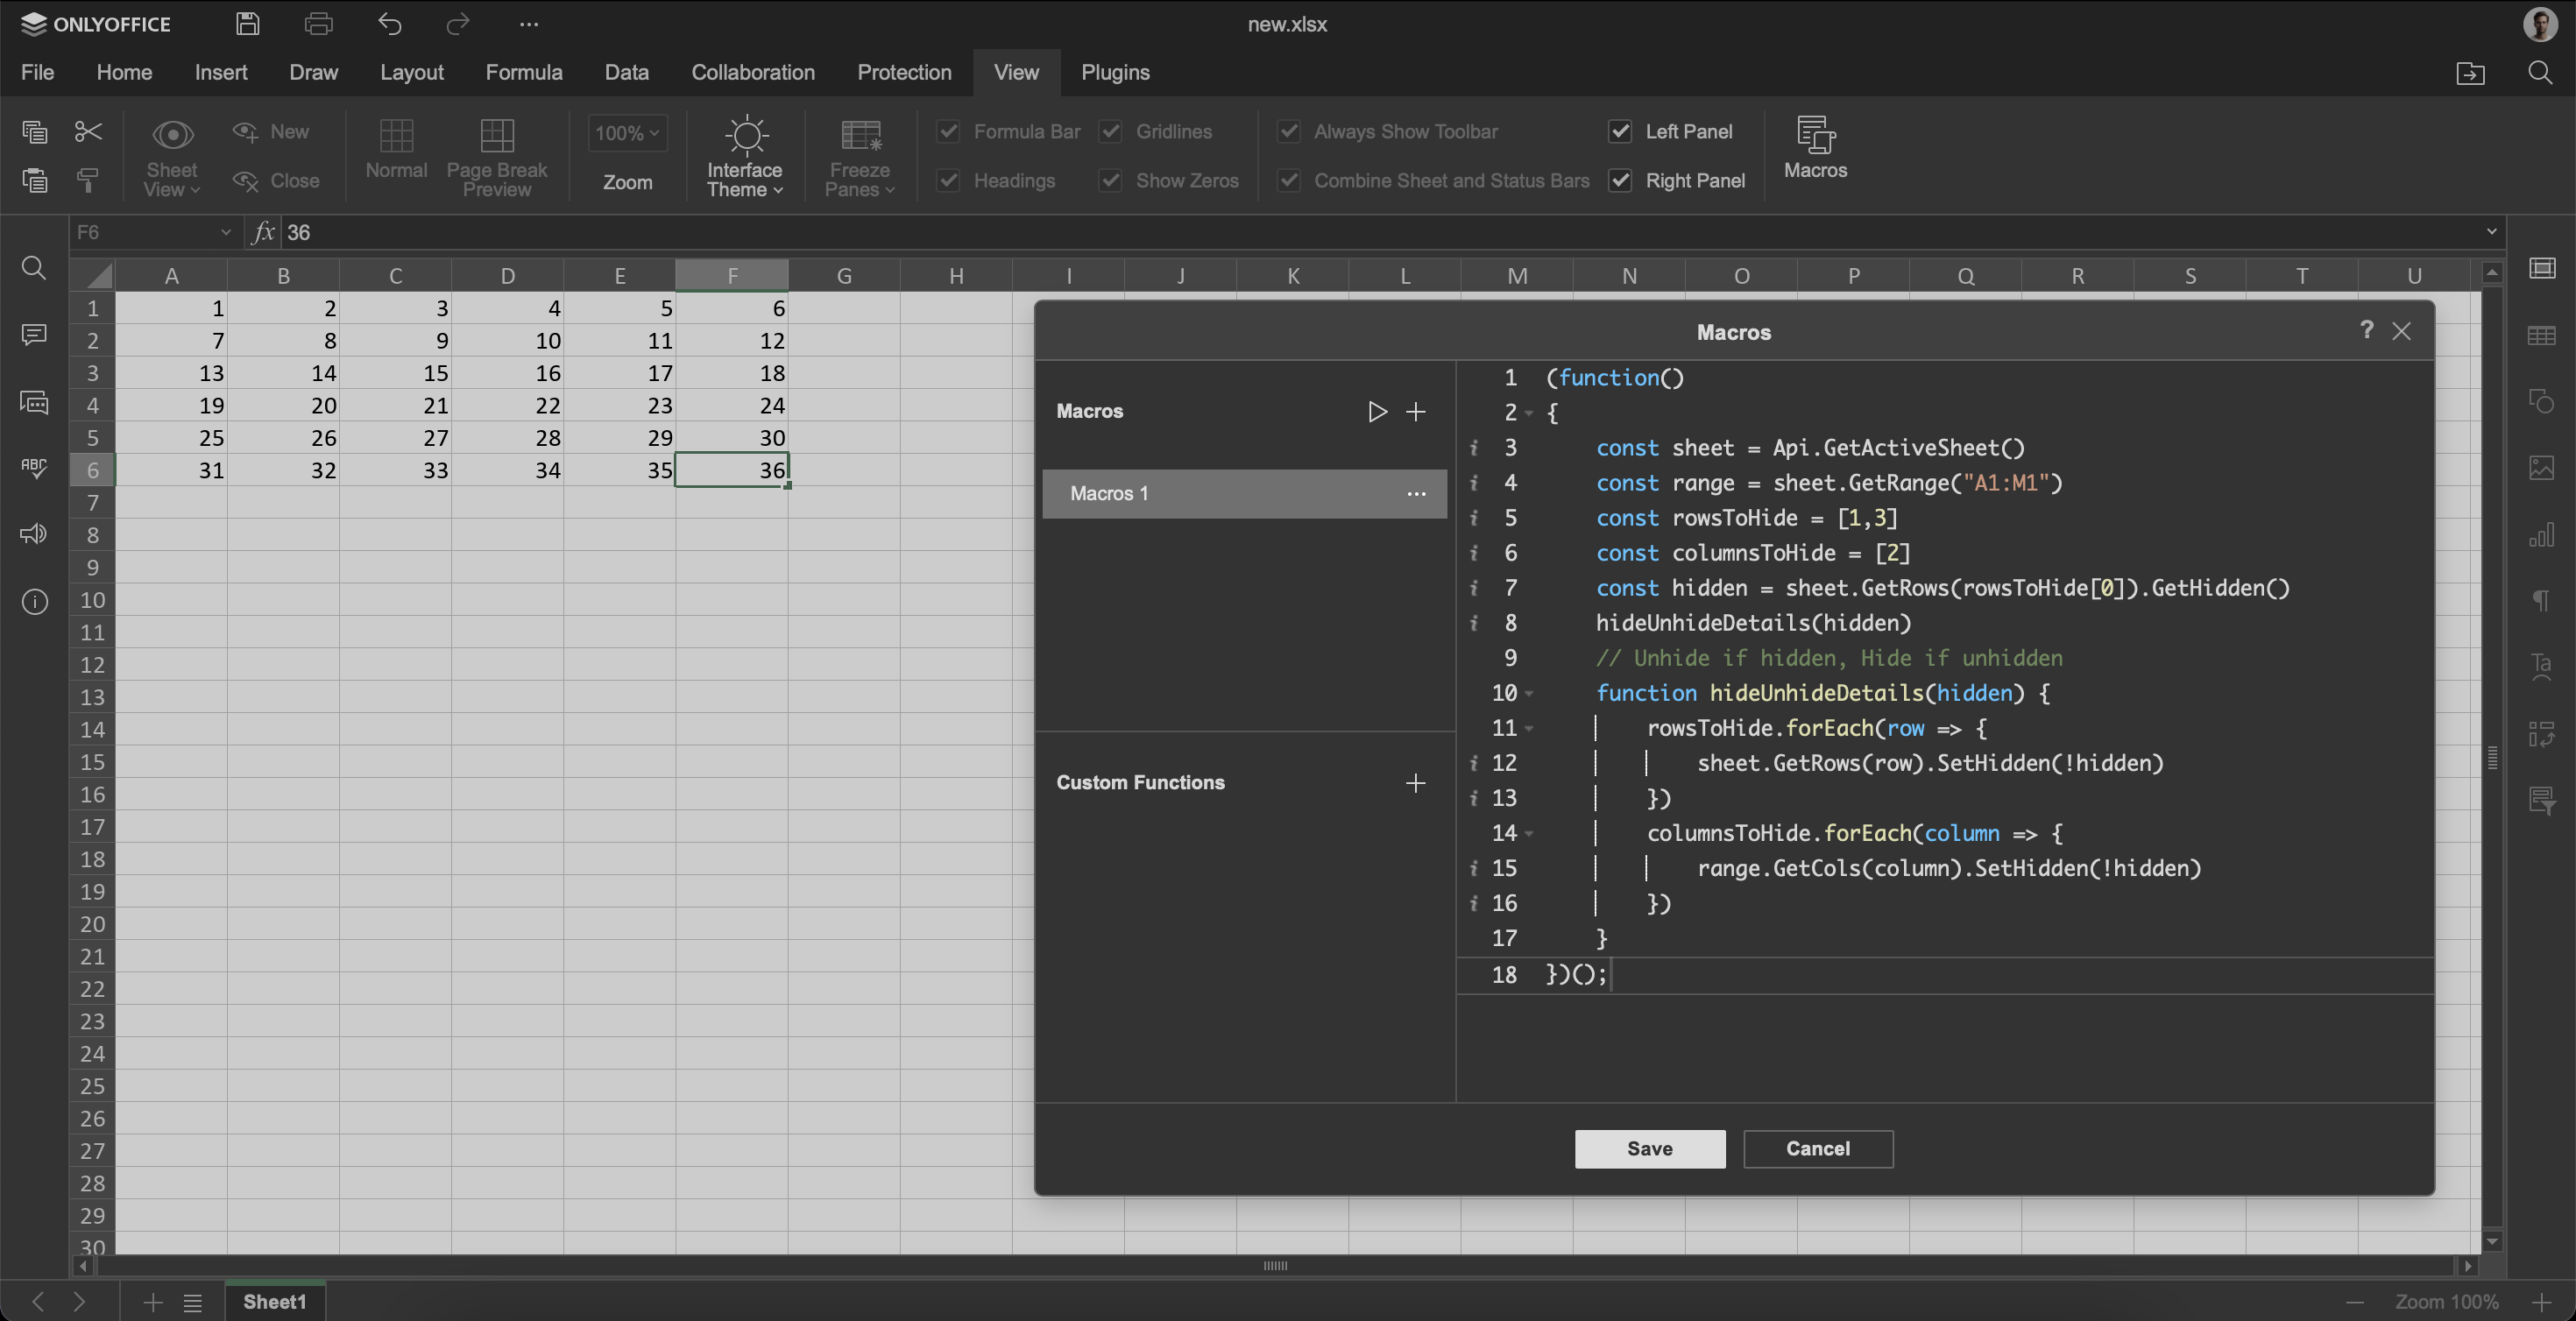 ONLYOFFICE
new.xlsx
File Home Insert Draw Layout Formula Data Collaboration Protection View Plugins
Sheet View
New
Close
Normal
Page Break Preview
100%
Zoom
Interface Theme
Freeze Panes
Formula Bar
Gridlines
Headings
Show Zeros
Always Show Toolbar
Combine Sheet and Status Bars
Left Panel
Right Panel
Macros
F6 fx 36
A B C D E F G H I J K L M N O P Q R S T U
1 1 2 3 4 5 6
2 7 8 9 10 11 12
3 13 14 15 16 17 18
4 19 20 21 22 23 24
5 25 26 27 28 29 30
6 31 32 33 34 35 36
7
8
9
10
11
12
13
14
15
16
17
18
19
20
21
22
23
24
25
26
27
28
29
30
ABC
Ta
Macros ?
Macros
Macros 1 ...
Custom Functions
1 (function()
2 {
3 const sheet = Api.GetActiveSheet()
4 const range = sheet.GetRange("A1:M1")
5 const rowsToHide = [1,3]
6 const columnsToHide = [2]
7 const hidden = sheet.GetRows(rowsToHide[0]).GetHidden()
8 hideUnhideDetails(hidden)
9 // Unhide if hidden, Hide if unhidden
10 function hideUnhideDetails(hidden) {
11 rowsToHide.forEach(row => {
12 sheet.GetRows(row).SetHidden(!hidden)
13 })
14 columnsToHide.forEach(column => {
15 range.GetCols(column).SetHidden(!hidden)
16 })
17 }
18 })();
Save Cancel
Sheet1
Zoom 100%